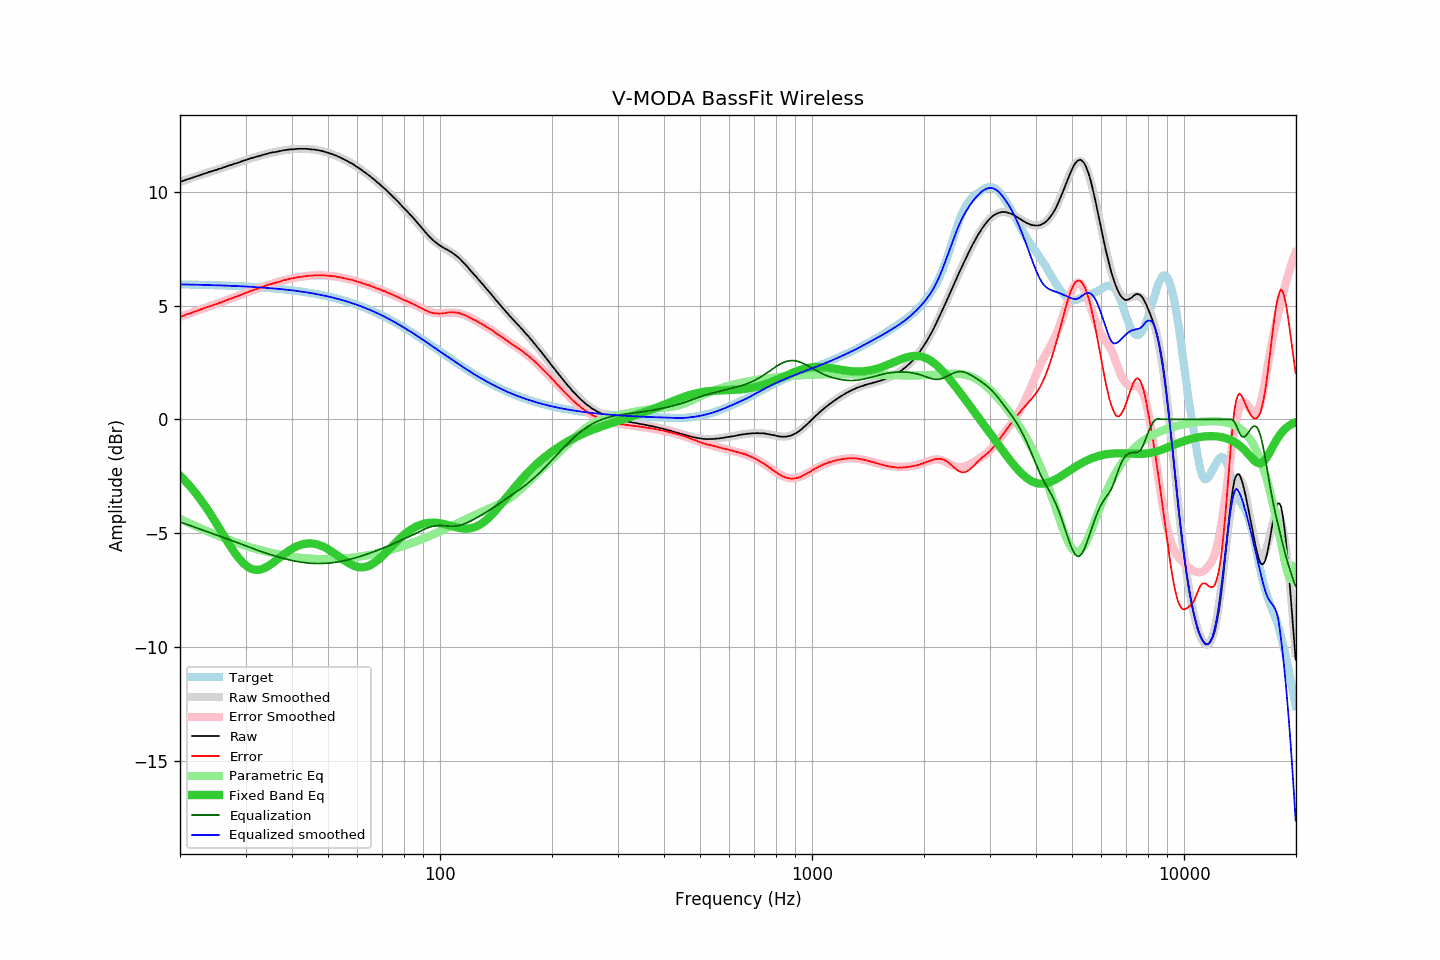 V-MODA BassFit Wireless
Amplitude (dBr)
10
5
0
−5
−10
−15
Target
Raw Smoothed
Error Smoothed
Raw
Error
Parametric Eq
Fixed Band Eq
Equalization
Equalized smoothed
100
1000
10000
Frequency (Hz)